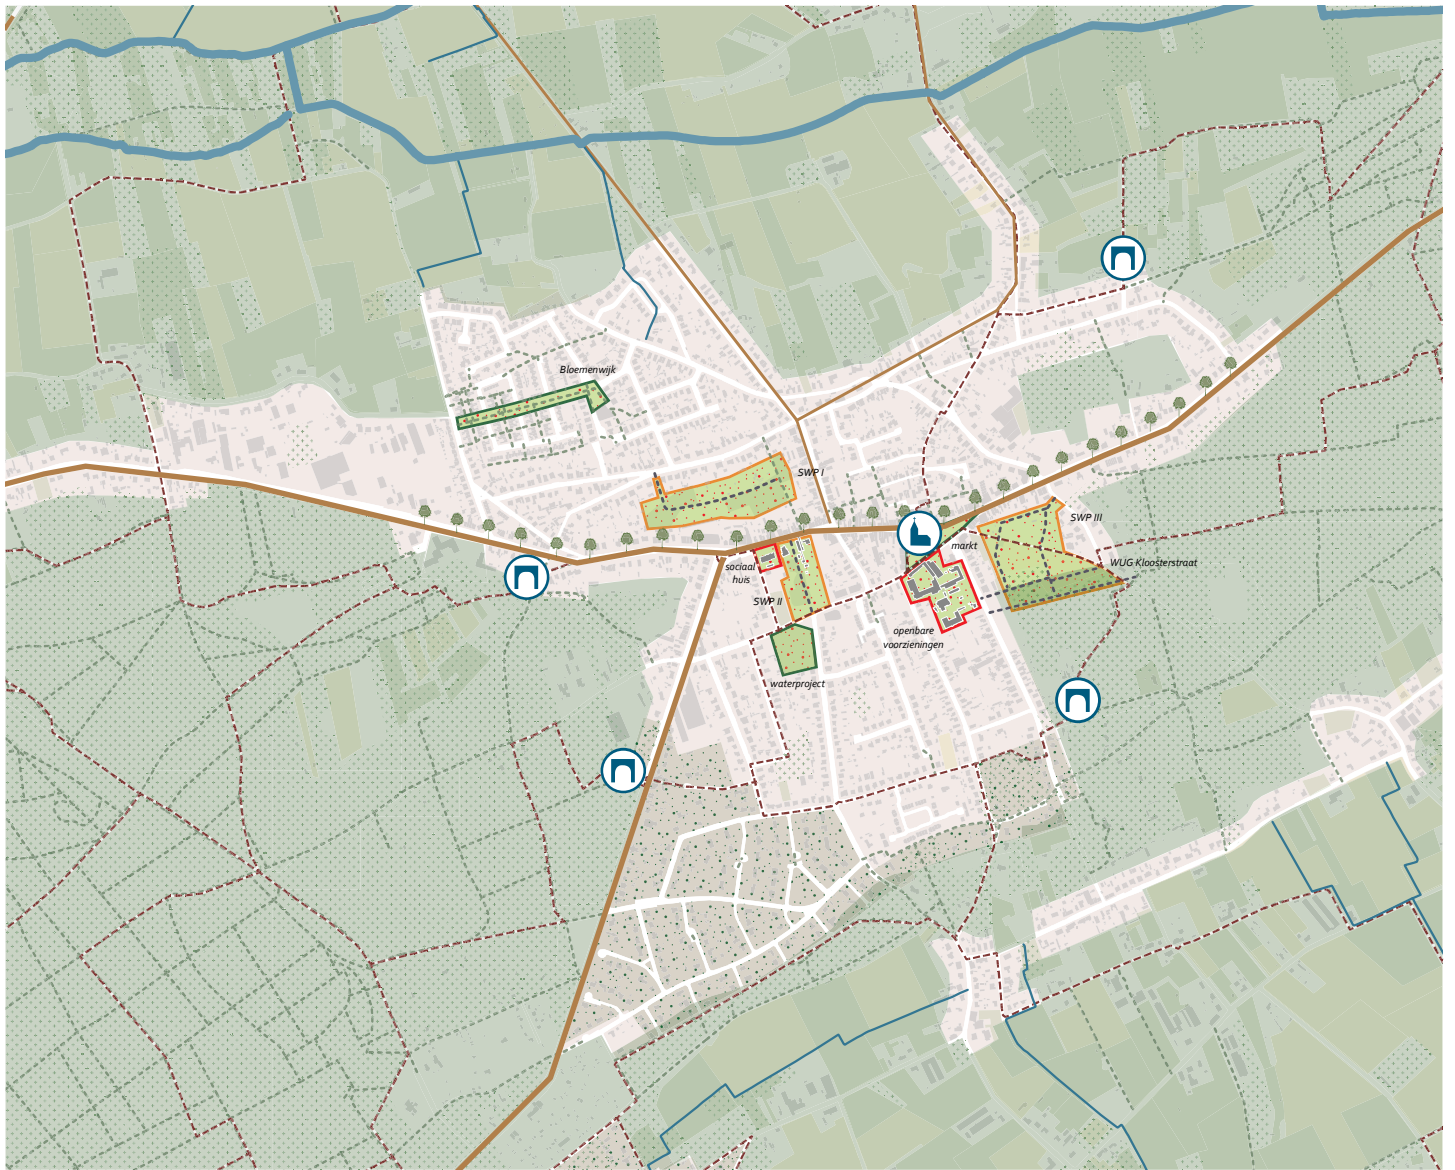 Bloemenwijk
SWP I
SWP III
markt
WUG Kloosterstraat
sociaal
huis
SWP II
openbare
voorzieningen
waterproject